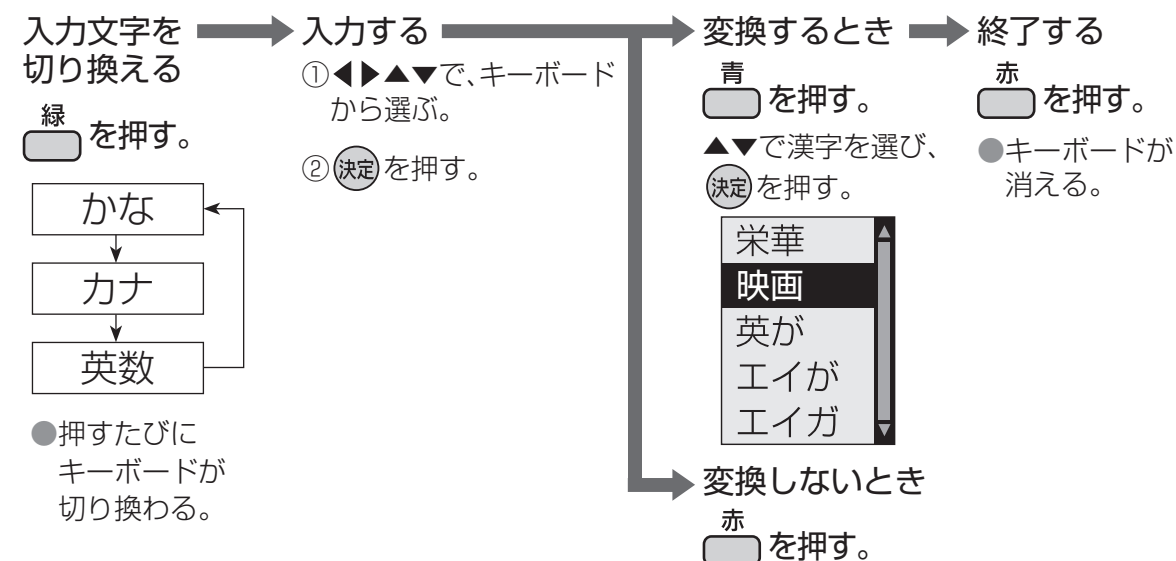 入力文字を
切り換える
緑
を押す。
かな
カナ
英数
●押すたびに
キーボードが
切り換わる。
入力する
①◀▶▲▼で、キーボード
から選ぶ。
②決定を押す。
変換するとき
青
を押す。
▲▼で漢字を選び、
決定を押す。
栄華
映画
英が
エイが
エイガ
変換しないとき
赤
を押す。
終了する
赤
を押す。
●キーボードが
消える。